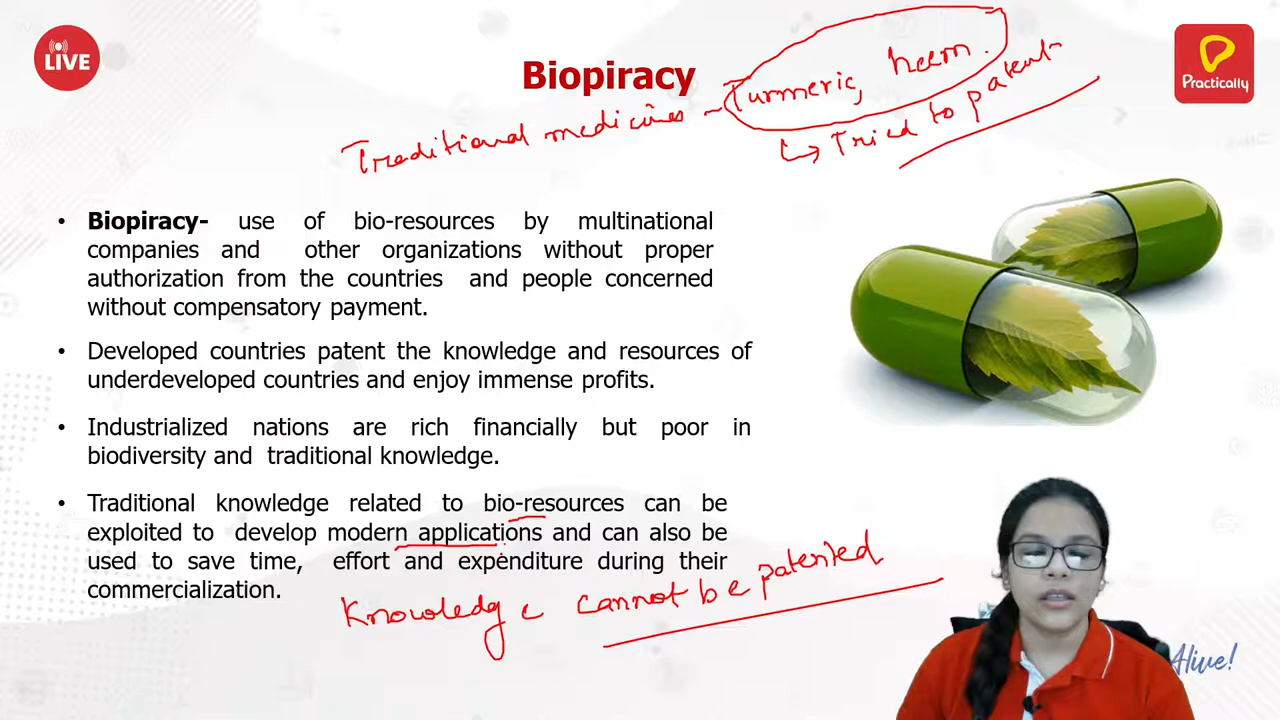 LIVE
Biopiracy
Practically
Traditional medicines - Turmeric, neem.
↳ Tried to patent
• Biopiracy- use of bio-resources by multinational
companies and other organizations without proper
authorization from the countries and people concerned
without compensatory payment.
• Developed countries patent the knowledge and resources of
underdeveloped countries and enjoy immense profits.
• Industrialized nations are rich financially but poor in
biodiversity and traditional knowledge.
• Traditional knowledge related to bio-resources can be
exploited to develop modern applications and can also be
used to save time, effort and expenditure during their
commercialization.
Knowledge cannot be patented
Alive!